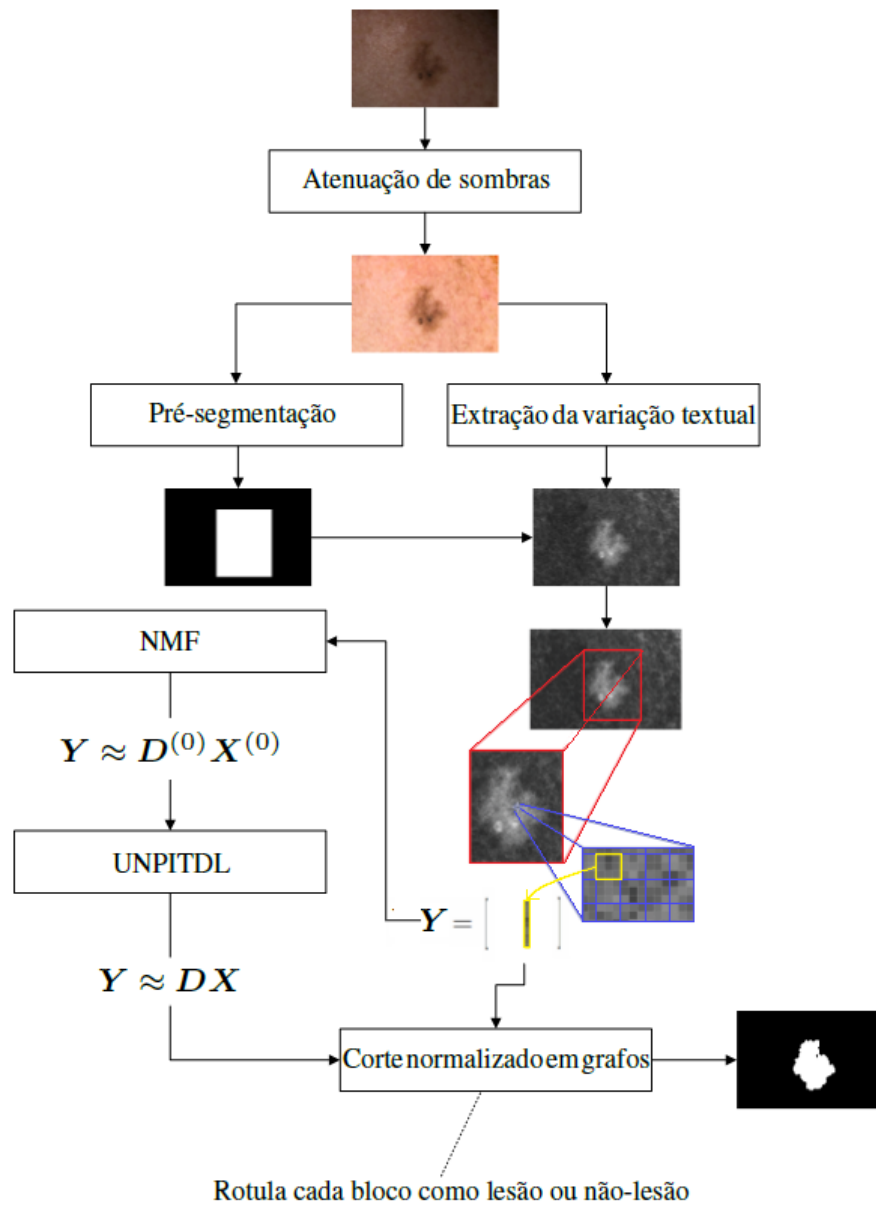 Atenuação de sombras
Pré-segmentação
Extração da variação textual
NMF
Y ≈ D⁽⁰⁾X⁽⁰⁾
UNPITDL
Y =
Y ≈ DX
Corte normalizado em grafos
Rotula cada bloco como lesão ou não-lesão